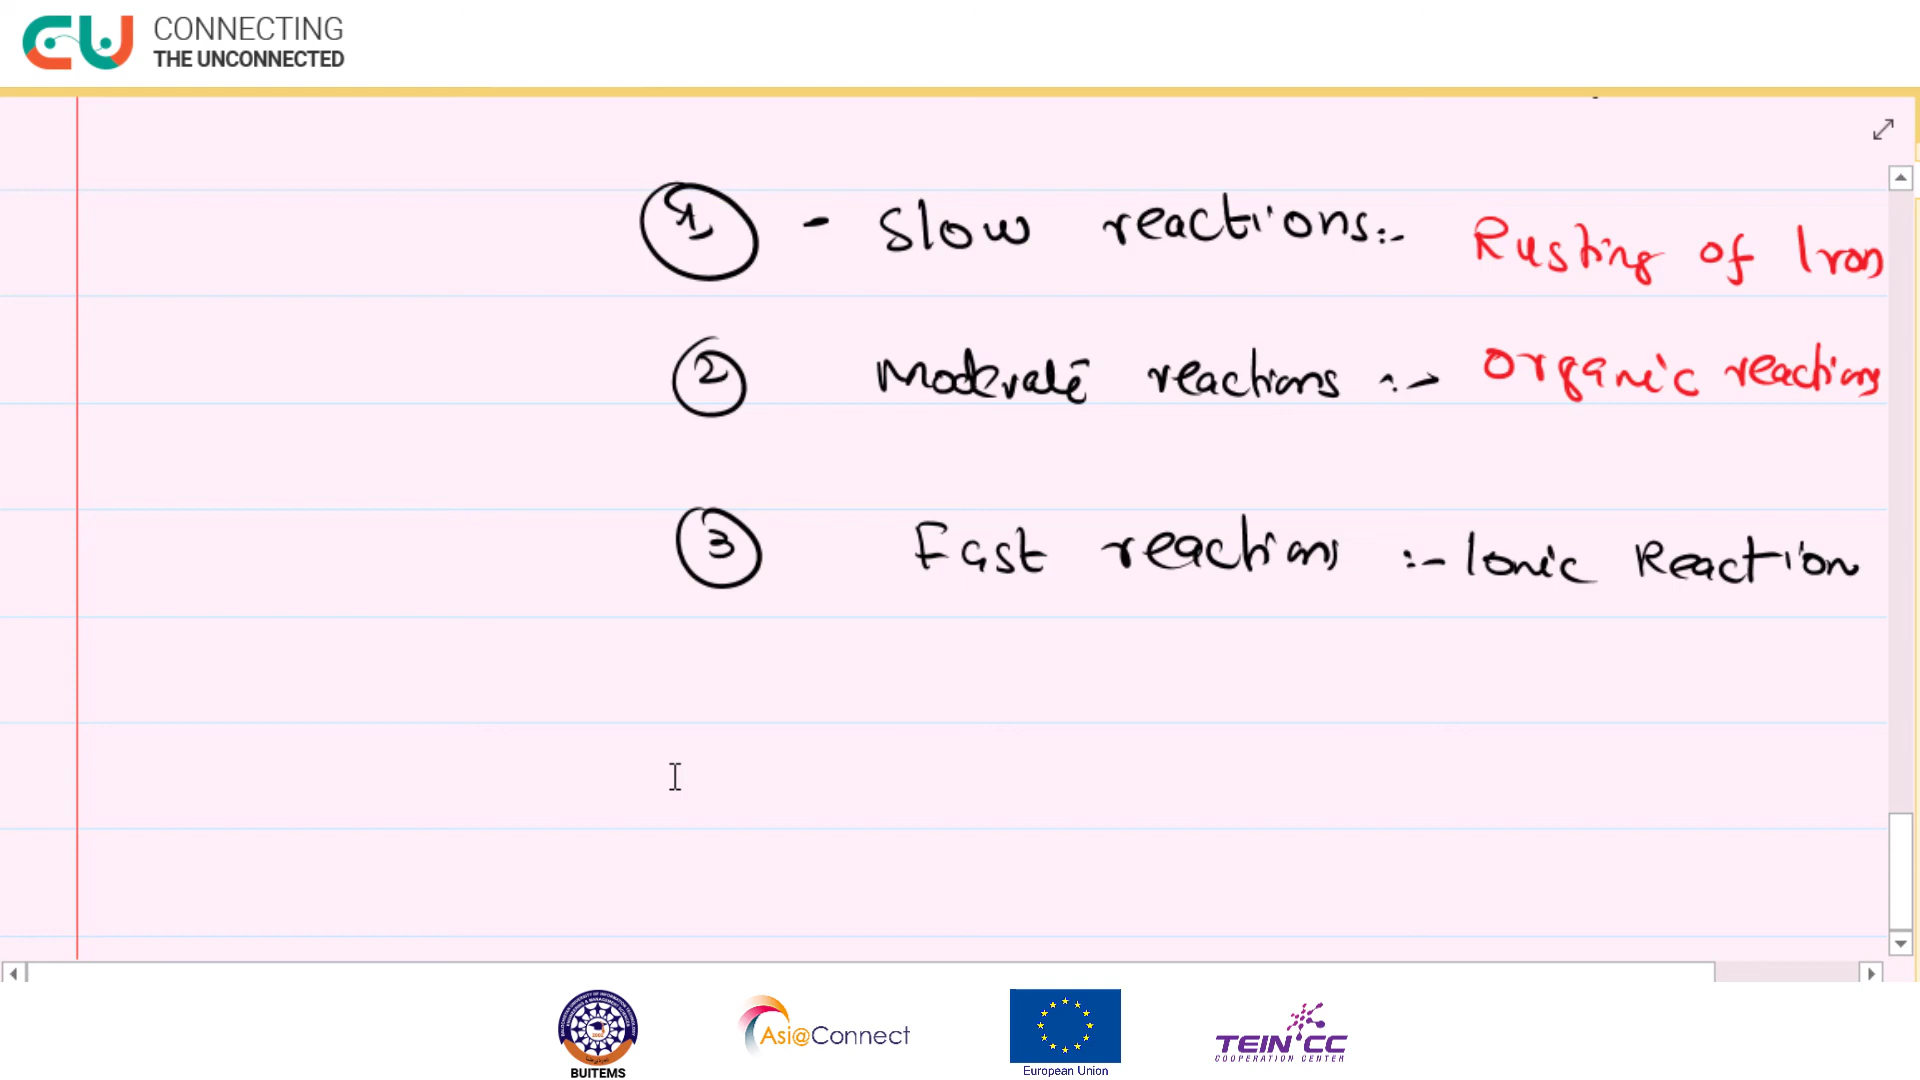 CONNECTING
THE UNCONNECTED
1 - Slow reactions:- Rusting of Iron
2 Moderate reactions :- Organic reactions
3 Fast reactions :- Ionic Reaction
BUITEMS
Asi@Connect
European Union
TEIN*CC
COOPERATION CENTER